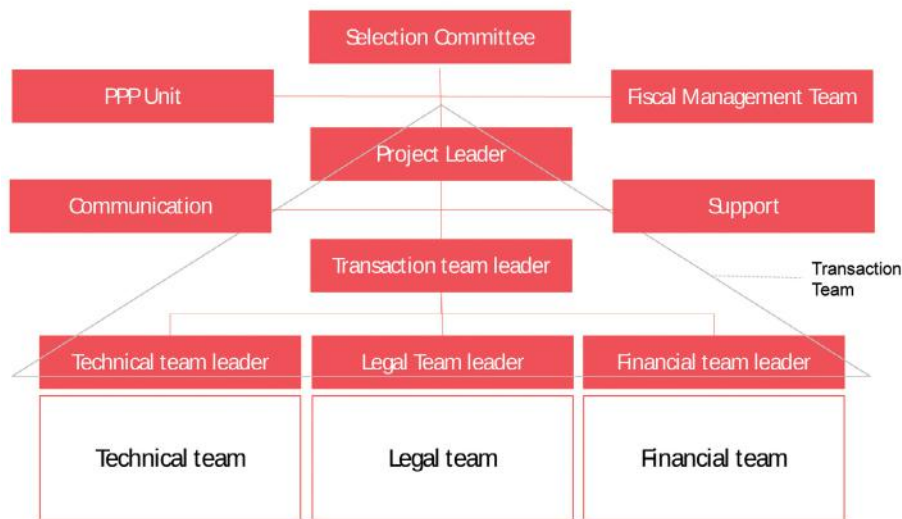 Selection Committee
PPP Unit
Fiscal Management Team
Project Leader
Communication
Support
Transaction team leader
Transaction
Team
Technical team leader
Legal Team leader
Financial team leader
Technical team
Legal team
Financial team